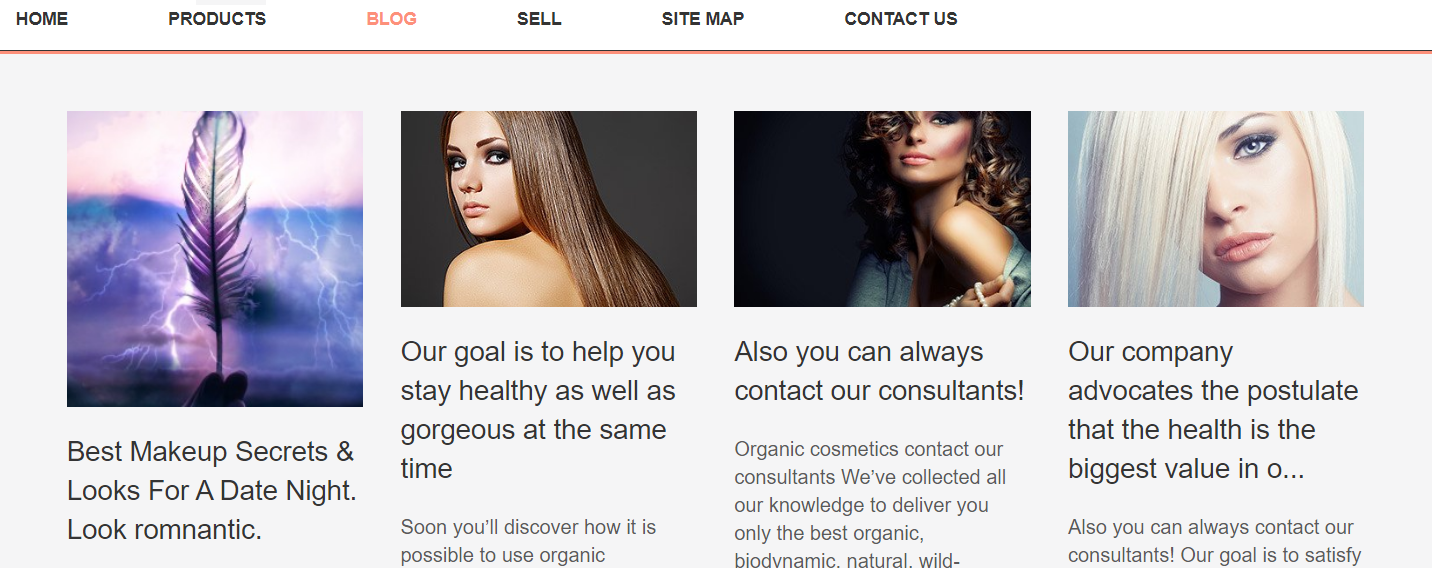 HOME PRODUCTS BLOG SELL SITE MAP CONTACT US
Best Makeup Secrets &
Looks For A Date Night.
Look romnantic.
Our goal is to help you
stay healthy as well as
gorgeous at the same
time
Soon you’ll discover how it is
possible to use organic
Also you can always
contact our consultants!
Organic cosmetics contact our
consultants We’ve collected all
our knowledge to deliver you
only the best organic,
biodynamic, natural, wild-
Our company
advocates the postulate
that the health is the
biggest value in o...
Also you can always contact our
consultants! Our goal is to satisfy